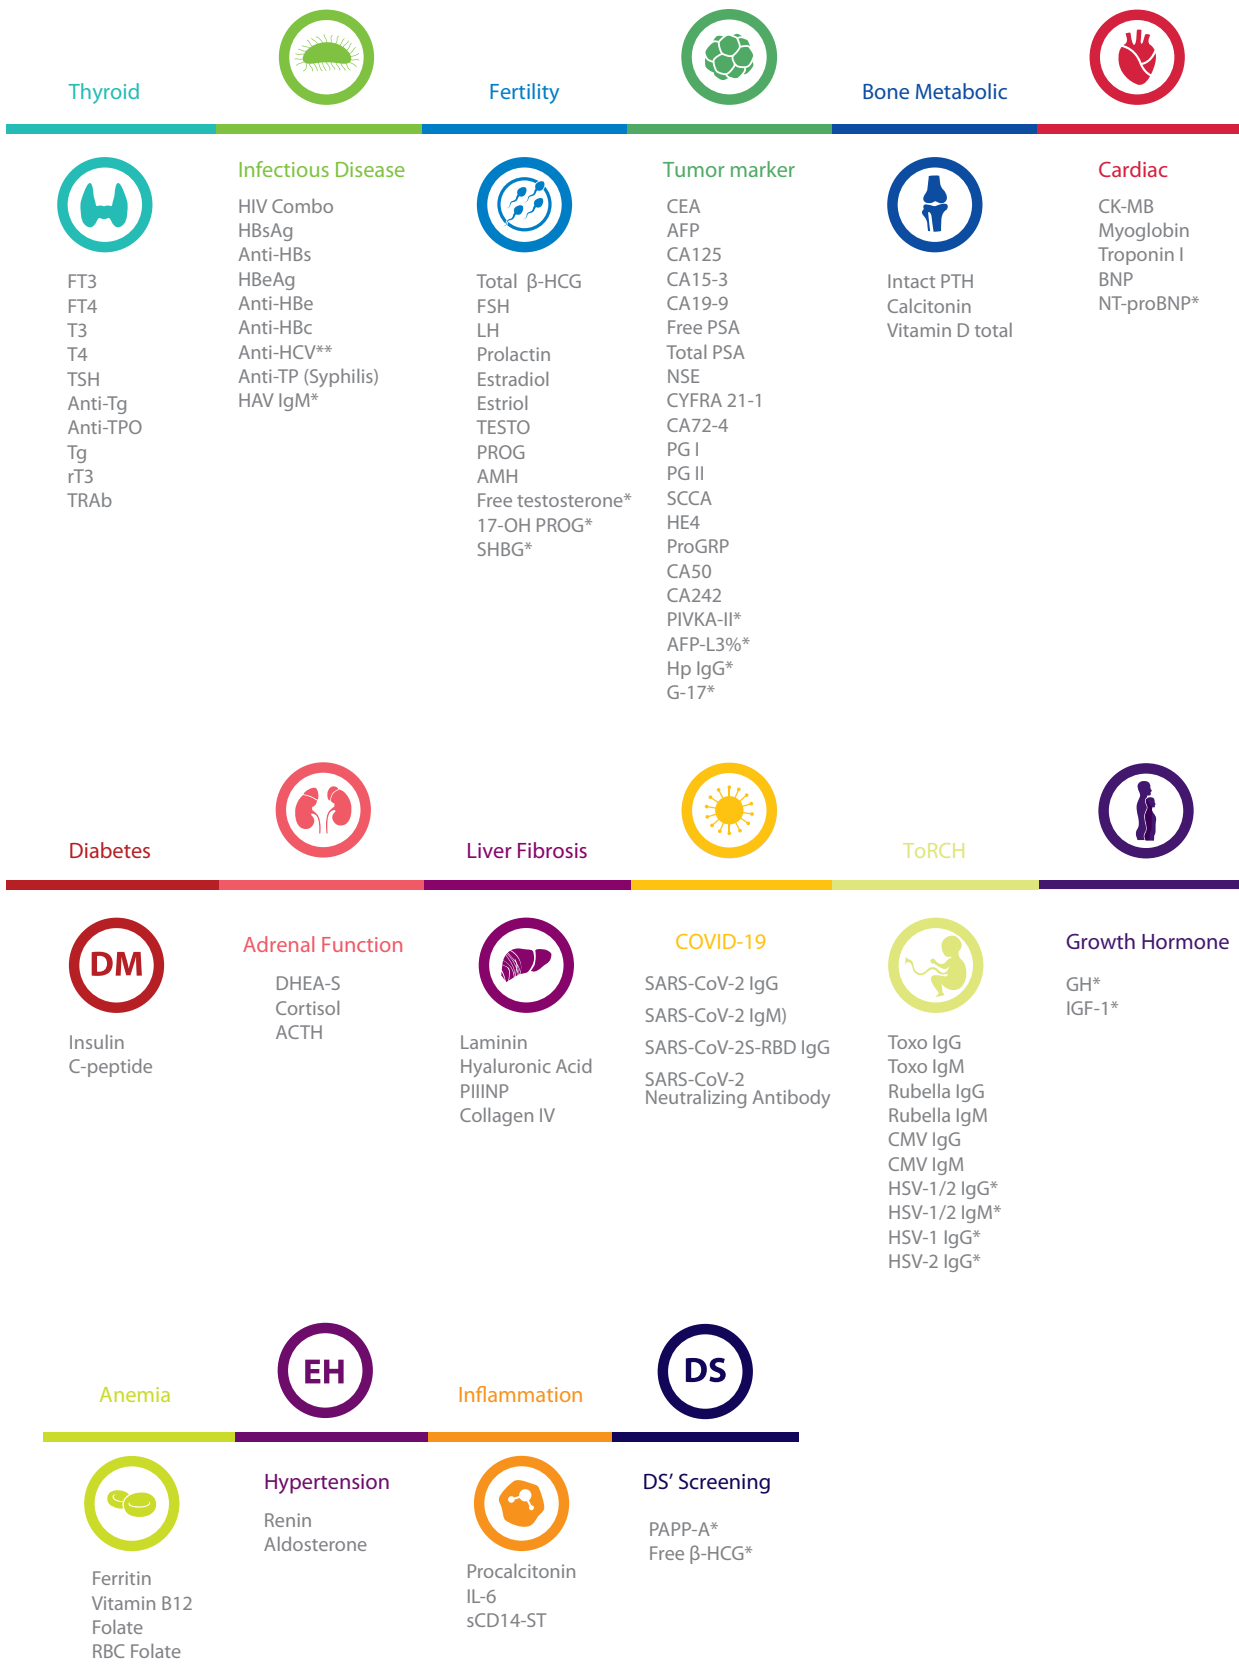 Thyroid
FT3
FT4
T3
T4
TSH
Anti-Tg
Anti-TPO
Tg
rT3
TRAb
Infectious Disease
HIV Combo
HBsAg
Anti-HBs
HBeAg
Anti-HBe
Anti-HBc
Anti-HCV**
Anti-TP (Syphilis)
HAV IgM*
Fertility
Total β-HCG
FSH
LH
Prolactin
Estradiol
Estriol
TESTO
PROG
AMH
Free testosterone*
17-OH PROG*
SHBG*
Tumor marker
CEA
AFP
CA125
CA15-3
CA19-9
Free PSA
Total PSA
NSE
CYFRA 21-1
CA72-4
PG I
PG II
SCCA
HE4
ProGRP
CA50
CA242
PIVKA-II*
AFP-L3%*
Hp IgG*
G-17*
Bone Metabolic
Intact PTH
Calcitonin
Vitamin D total
Cardiac
CK-MB
Myoglobin
Troponin I
BNP
NT-proBNP*
Diabetes
DM
Insulin
C-peptide
Adrenal Function
DHEA-S
Cortisol
ACTH
Liver Fibrosis
Laminin
Hyaluronic Acid
PIIINP
Collagen IV
COVID-19
SARS-CoV-2 IgG
SARS-CoV-2 IgM)
SARS-CoV-2S-RBD IgG
SARS-CoV-2
Neutralizing Antibody
ToRCH
Toxo IgG
Toxo IgM
Rubella IgG
Rubella IgM
CMV IgG
CMV IgM
HSV-1/2 IgG*
HSV-1/2 IgM*
HSV-1 IgG*
HSV-2 IgG*
Growth Hormone
GH*
IGF-1*
Anemia
Ferritin
Vitamin B12
Folate
RBC Folate
EH
Hypertension
Renin
Aldosterone
Inflammation
Procalcitonin
IL-6
sCD14-ST
DS
DS’ Screening
PAPP-A*
Free β-HCG*